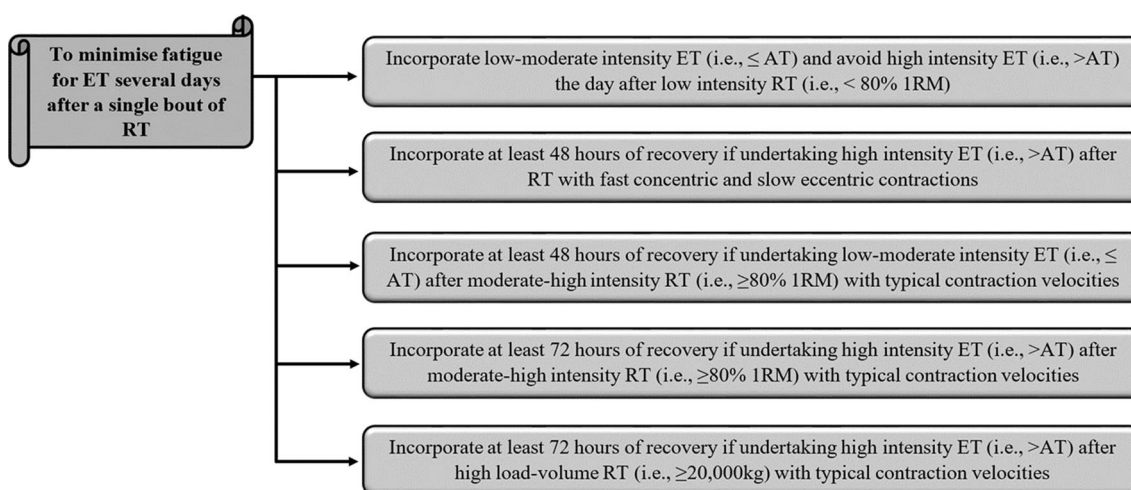 To minimise fatigue
for ET several days
after a single bout of
RT
Incorporate low-moderate intensity ET (i.e., ≤ AT) and avoid high intensity ET (i.e., >AT)
the day after low intensity RT (i.e., < 80% 1RM)
Incorporate at least 48 hours of recovery if undertaking high intensity ET (i.e., >AT) after
RT with fast concentric and slow eccentric contractions
Incorporate at least 48 hours of recovery if undertaking low-moderate intensity ET (i.e., ≤
AT) after moderate-high intensity RT (i.e., ≥80% 1RM) with typical contraction velocities
Incorporate at least 72 hours of recovery if undertaking high intensity ET (i.e., >AT) after
moderate-high intensity RT (i.e., ≥80% 1RM) with typical contraction velocities
Incorporate at least 72 hours of recovery if undertaking high intensity ET (i.e., >AT) after
high load-volume RT (i.e., ≥20,000kg) with typical contraction velocities